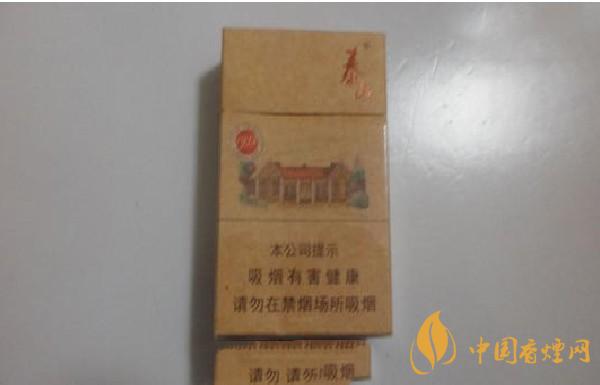 泰山
本公司提示
吸烟有害健康
请勿在禁烟场所吸烟
请勿 请勿吸烟
中国香烟网